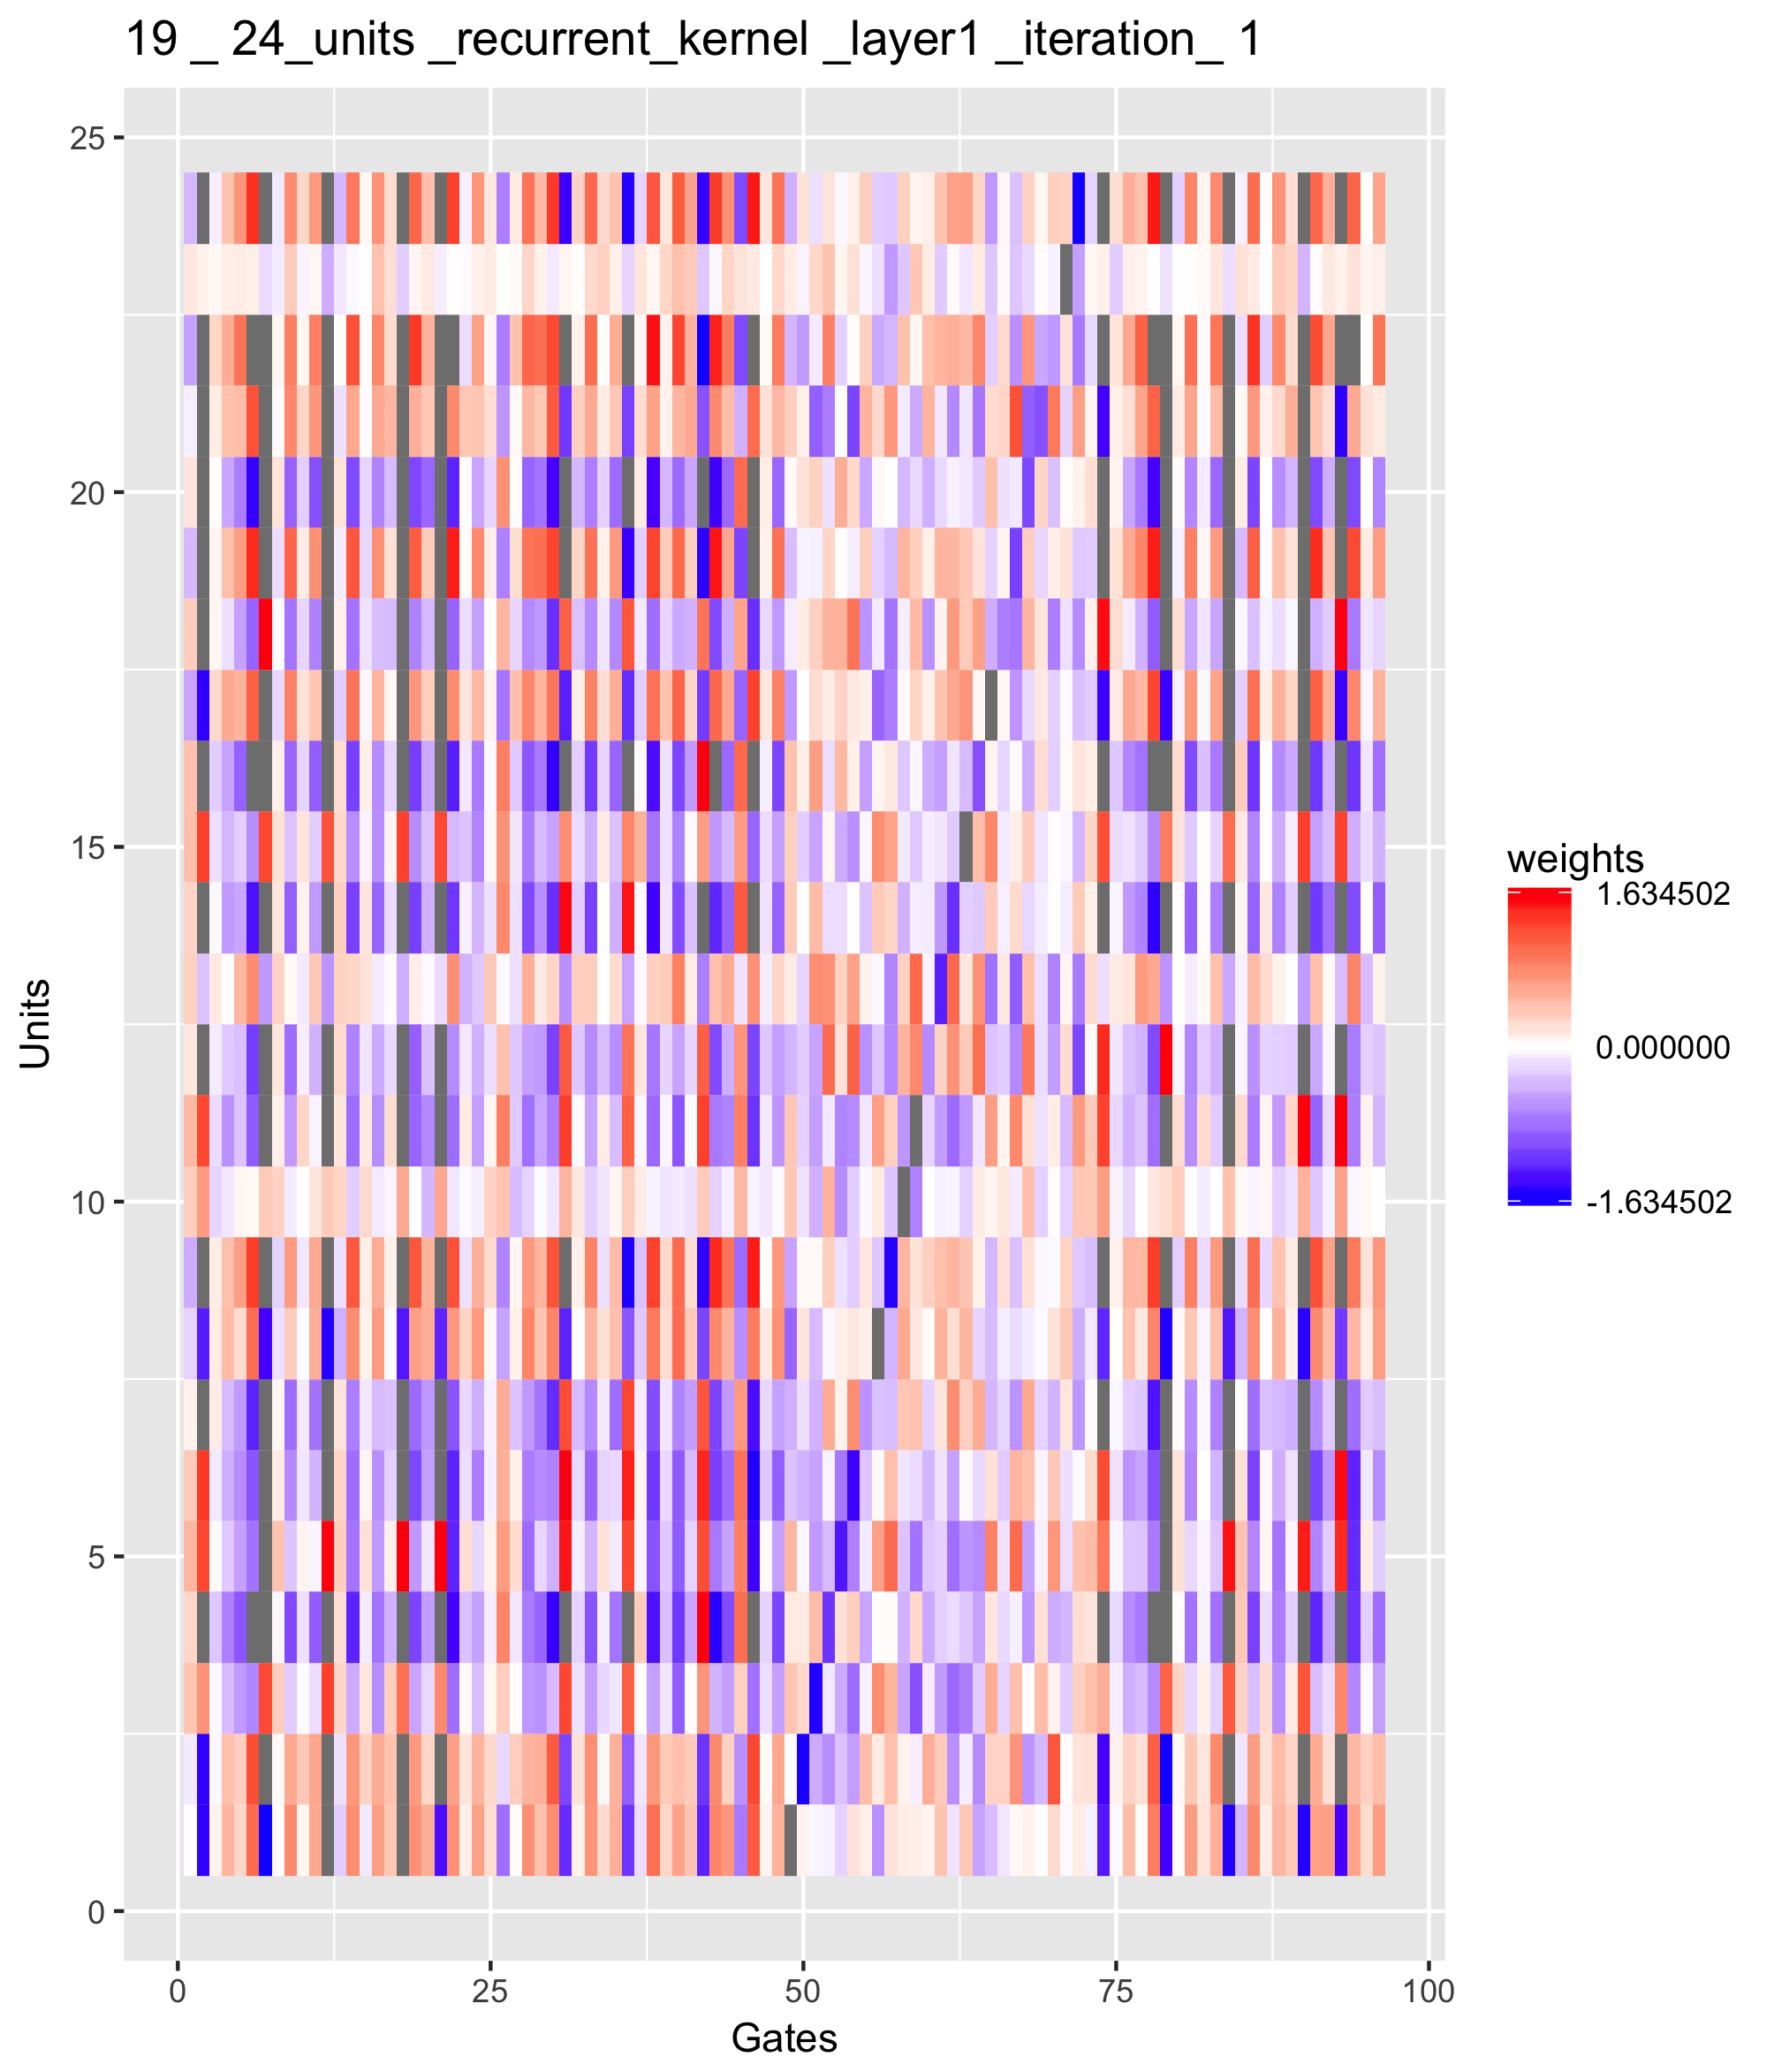 19 _ 24_units _recurrent_kernel _layer1 _iteration_ 1
25
20
15
10
5
0
Units
0 25 50 75 100
Gates
weights
1.634502
0.000000
-1.634502